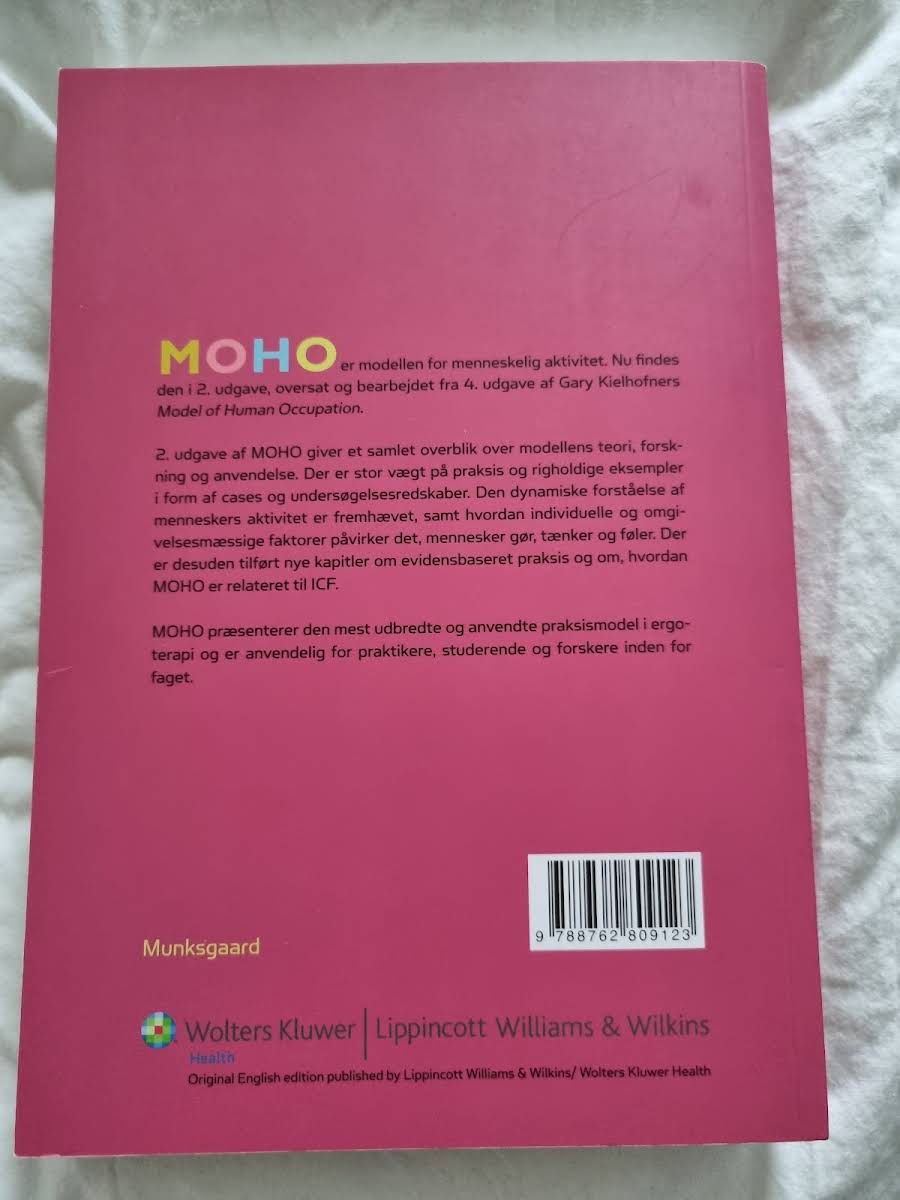 MOHO er modellen for menneskelig aktivitet. Nu findes
den i 2. udgave, oversat og bearbejdet fra 4. udgave af Gary Kielhofners
Model of Human Occupation.
2. udgave af MOHO giver et samlet overblik over modellens teori, forsk-
ning og anvendelse. Der er stor vægt på praksis og righoldige eksempler
i form af cases og undersøgelsesredskaber. Den dynamiske forståelse af
menneskers aktivitet er fremhævet, samt hvordan individuelle og omgi-
velsesmæssige faktorer påvirker det, mennesker gør, tænker og føler. Der
er desuden tilført nye kapitler om evidensbaseret praksis og om, hvordan
MOHO er relateret til ICF.
MOHO præsenterer den mest udbredte og anvendte praksismodel i ergo-
terapi og er anvendelig for praktikere, studerende og forskere inden for
faget.
9 788762 809123
Munksgaard
Wolters Kluwer | Lippincott Williams & Wilkins
Health
Original English edition published by Lippincott Williams & Wilkins/ Wolters Kluwer Health